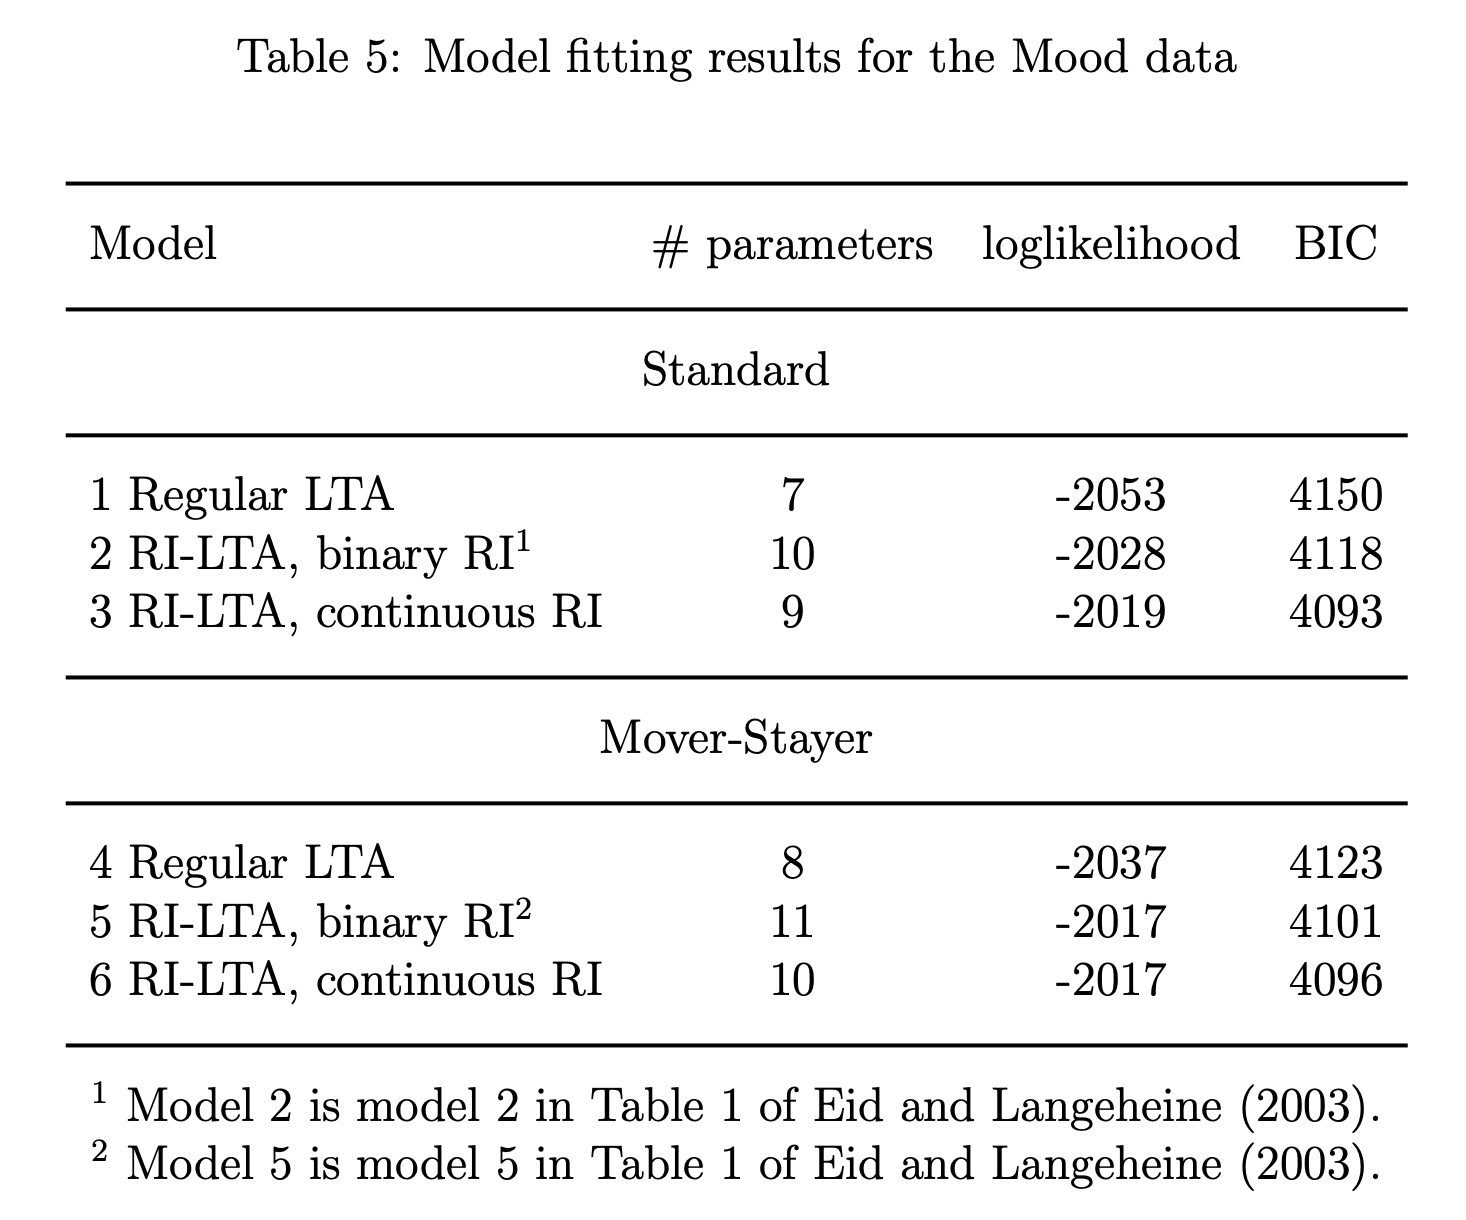 Table 5: Model fitting results for the Mood data
Model # parameters loglikelihood BIC
Standard
1 Regular LTA 7 -2053 4150
2 RI-LTA, binary RI¹ 10 -2028 4118
3 RI-LTA, continuous RI 9 -2019 4093
Mover-Stayer
4 Regular LTA 8 -2037 4123
5 RI-LTA, binary RI² 11 -2017 4101
6 RI-LTA, continuous RI 10 -2017 4096
¹ Model 2 is model 2 in Table 1 of Eid and Langeheine (2003).
² Model 5 is model 5 in Table 1 of Eid and Langeheine (2003).